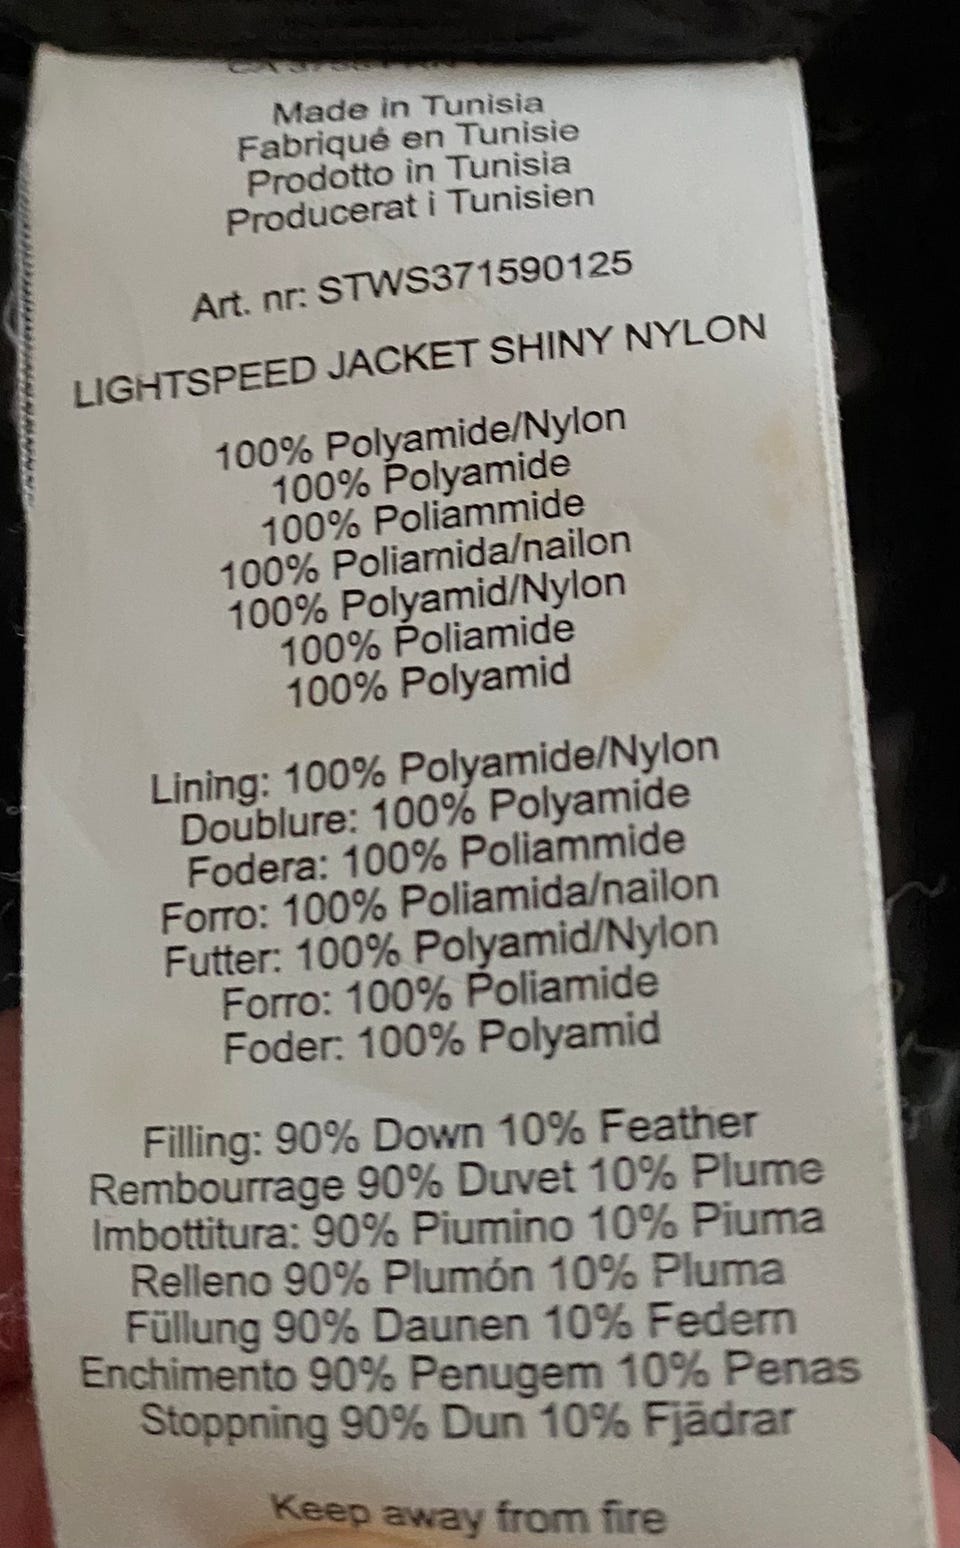 Made in Tunisia
Fabriqué en Tunisie
Prodotto in Tunisia
Producerat i Tunisien
Art. nr: STWS371590125
LIGHTSPEED JACKET SHINY NYLON
100% Polyamide/Nylon
100% Polyamide
100% Poliammide
100% Poliamida/nailon
100% Polyamid/Nylon
100% Poliamide
100% Polyamid
Lining: 100% Polyamide/Nylon
Doublure: 100% Polyamide
Fodera: 100% Poliammide
Forro: 100% Poliamida/nailon
Futter: 100% Polyamid/Nylon
Forro: 100% Poliamide
Foder: 100% Polyamid
Filling: 90% Down 10% Feather
Rembourrage 90% Duvet 10% Plume
Imbottitura: 90% Piumino 10% Piuma
Relleno 90% Plumón 10% Pluma
Füllung 90% Daunen 10% Federn
Enchimento 90% Penugem 10% Penas
Stoppning 90% Dun 10% Fjädrar
Keep away from fire